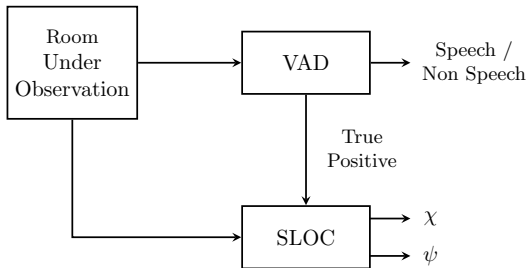 Room
Under
Observation
VAD
Speech /
Non Speech
True
Positive
SLOC
χ
ψ